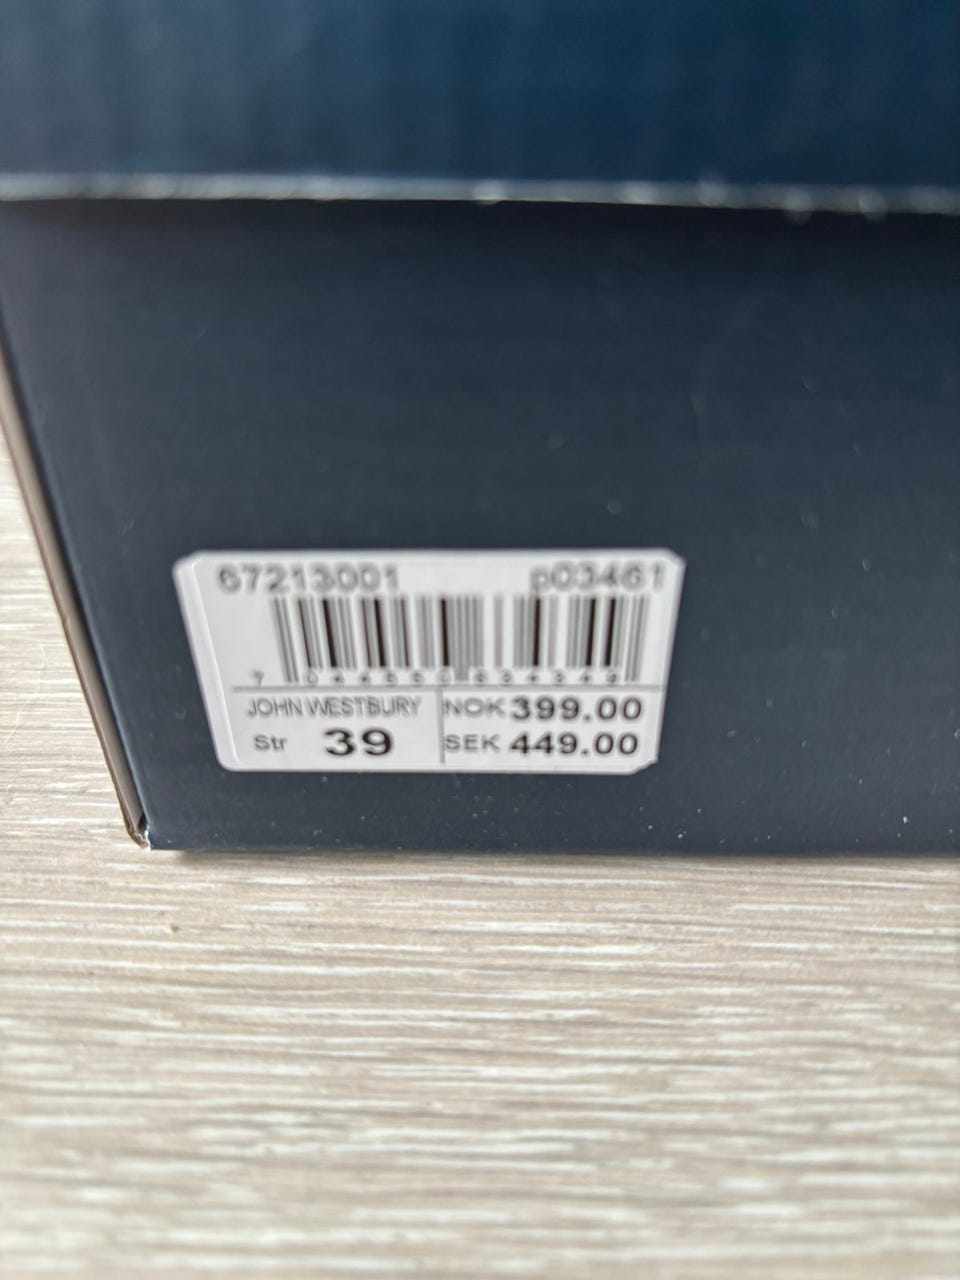 67213001 p03461
JOHN WESTBURY NOK 399.00
Str 39 SEK 449.00